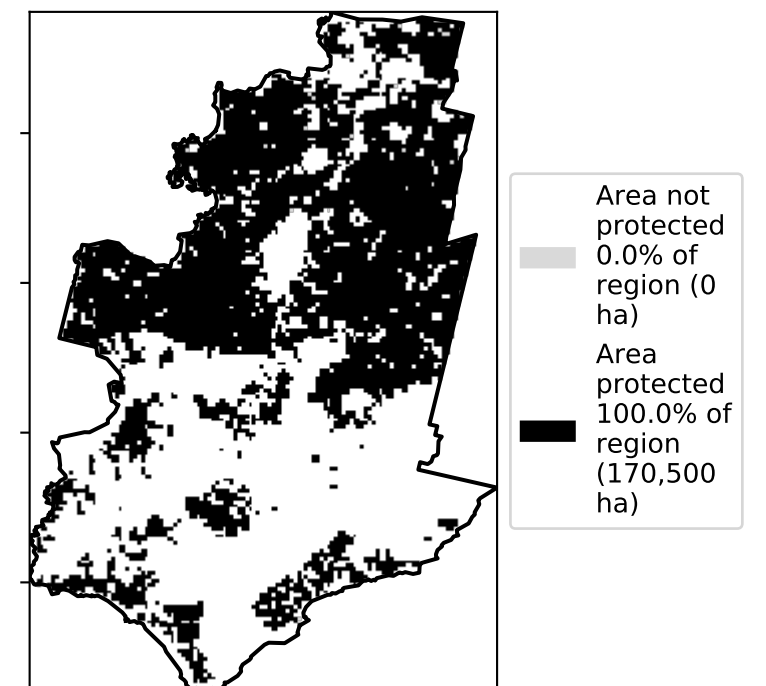 Area not
protected
0.0% of
region (0
ha)
Area
protected
100.0% of
region
(170,500
ha)